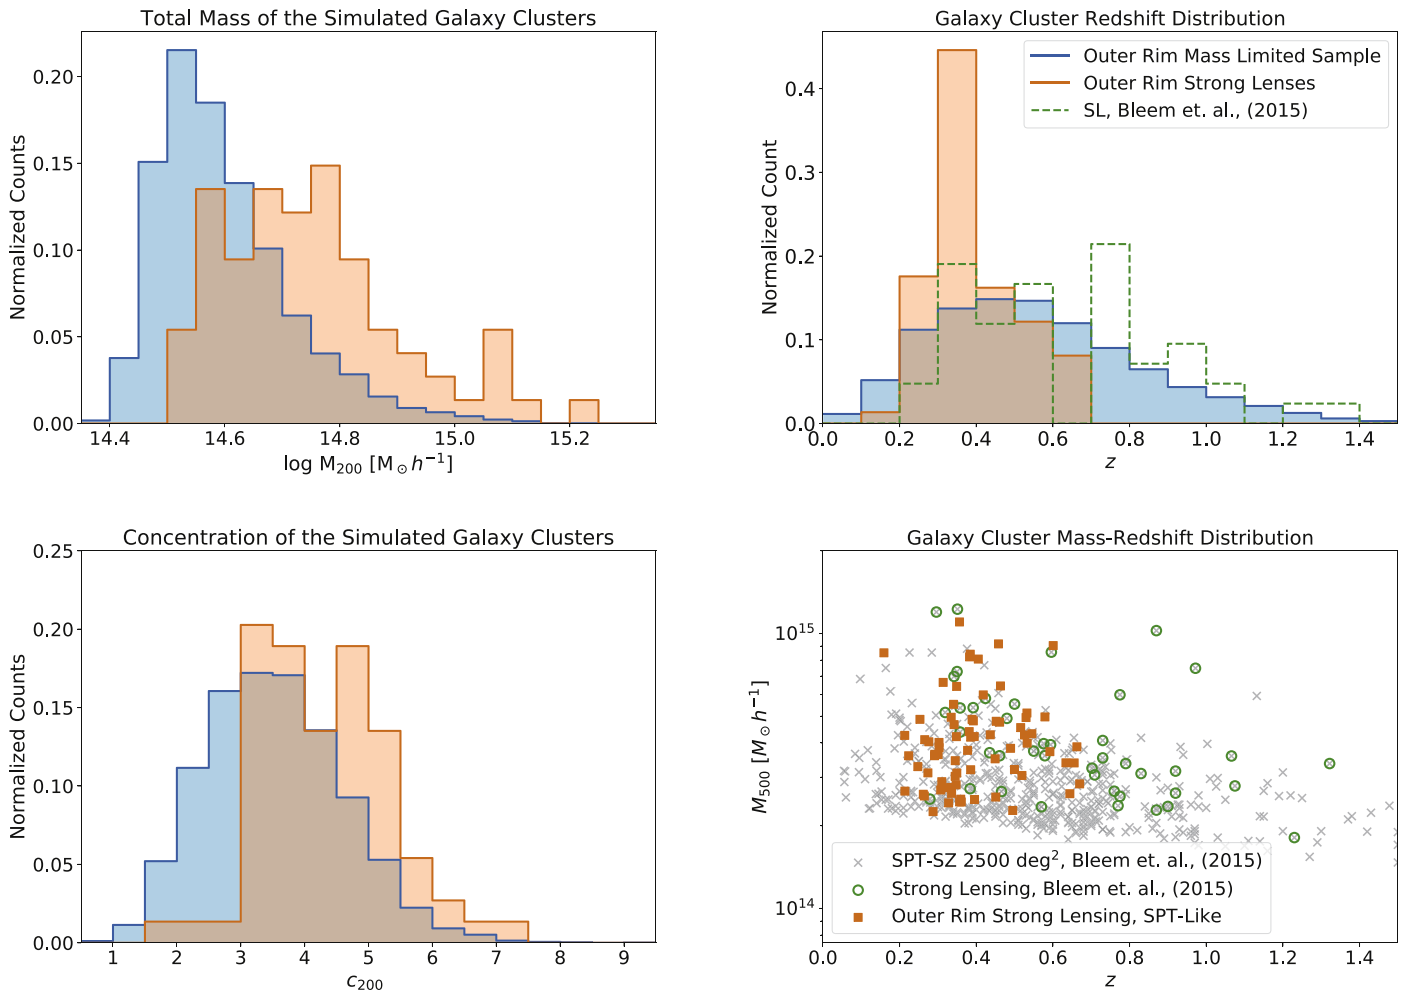 Total Mass of the Simulated Galaxy Clusters
Normalized Counts
0.20
0.15
0.10
0.05
0.00
14.4 14.6 14.8 15.0 15.2
log M200 [M⊙h⁻¹]
Galaxy Cluster Redshift Distribution
Normalized Count
0.4
0.3
0.2
0.1
0.0
Outer Rim Mass Limited Sample
Outer Rim Strong Lenses
SL, Bleem et. al., (2015)
0.0 0.2 0.4 0.6 0.8 1.0 1.2 1.4
z
Concentration of the Simulated Galaxy Clusters
Normalized Counts
0.25
0.20
0.15
0.10
0.05
0.00
1 2 3 4 5 6 7 8 9
c200
Galaxy Cluster Mass-Redshift Distribution
M500 [M⊙h⁻¹]
10¹⁵
10¹⁴
SPT-SZ 2500 deg², Bleem et. al., (2015)
Strong Lensing, Bleem et. al., (2015)
Outer Rim Strong Lensing, SPT-Like
0.0 0.2 0.4 0.6 0.8 1.0 1.2 1.4
z